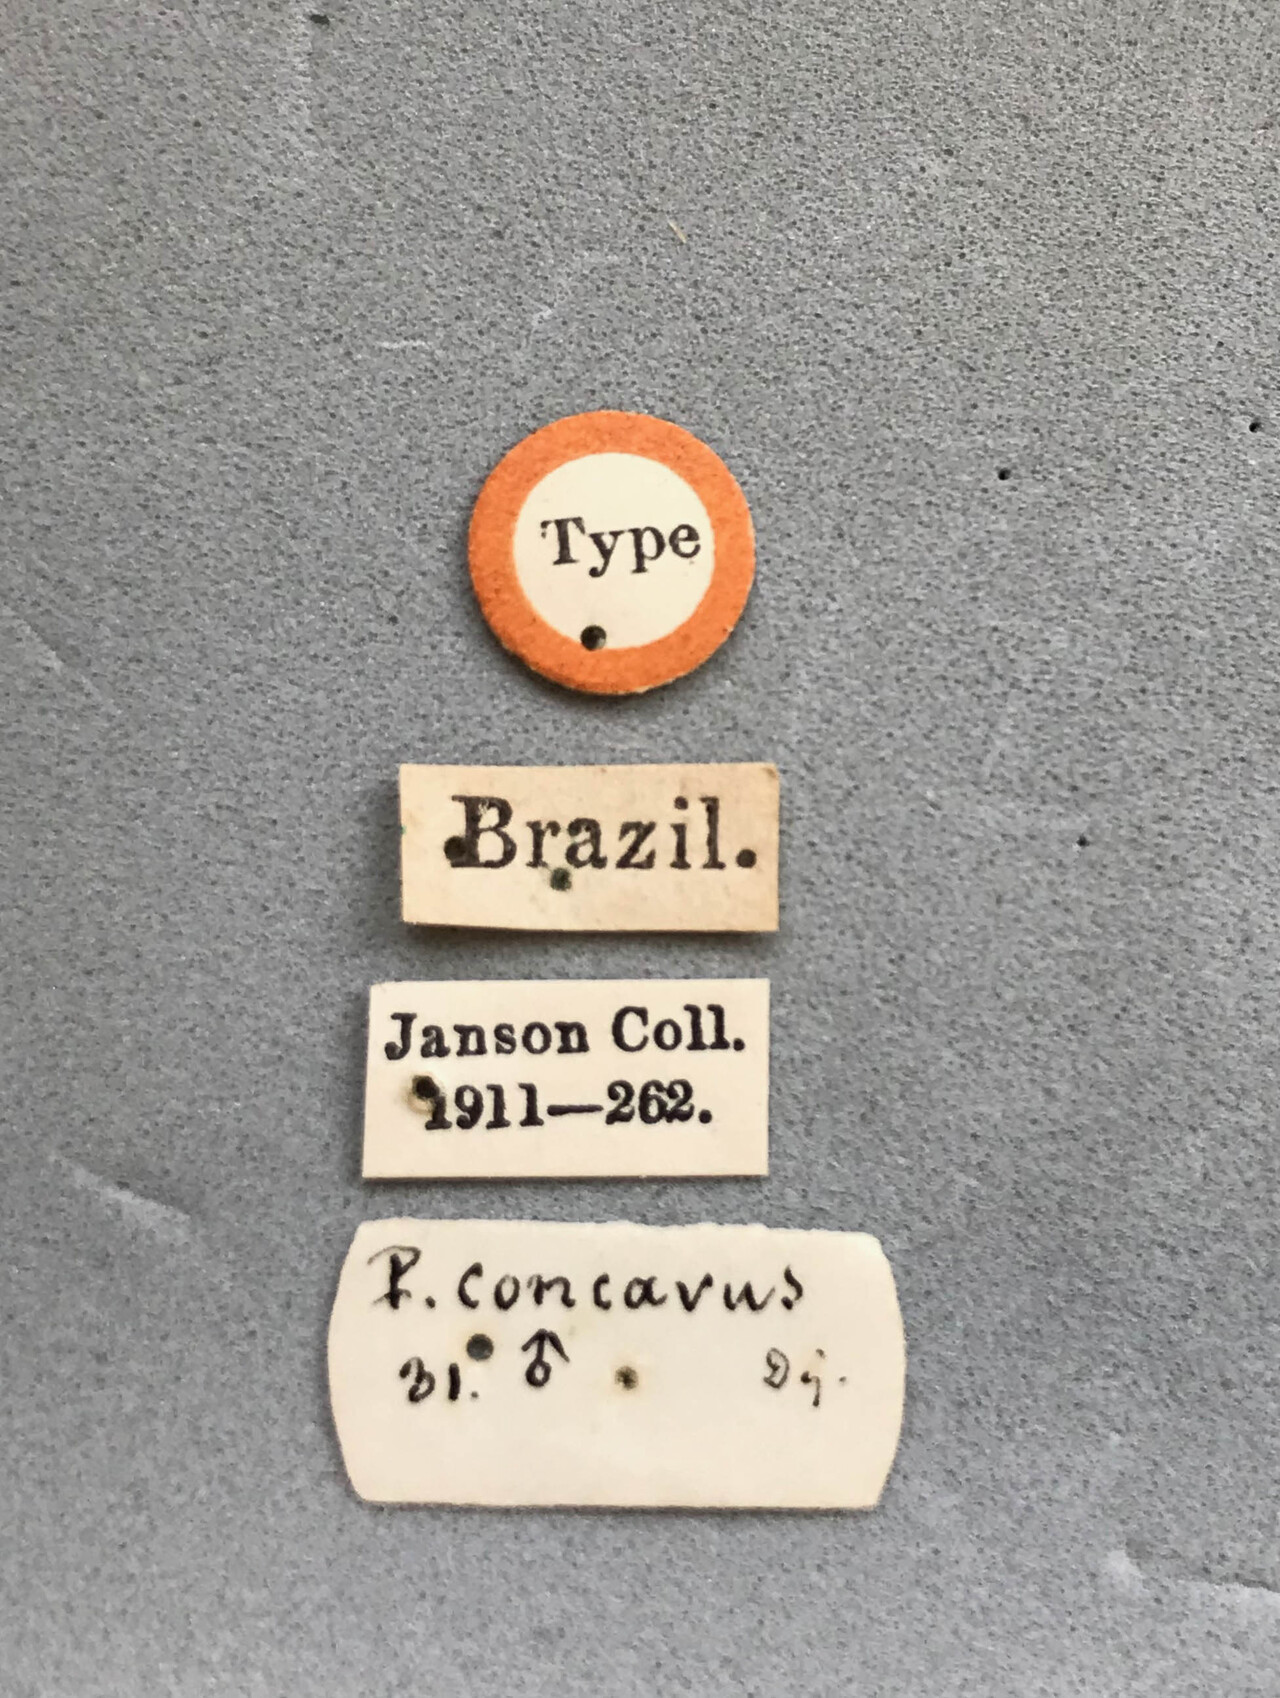 Type
Brazil.
Janson Coll.
1911—262.
P. concavus
Bl. ♂ Dj.